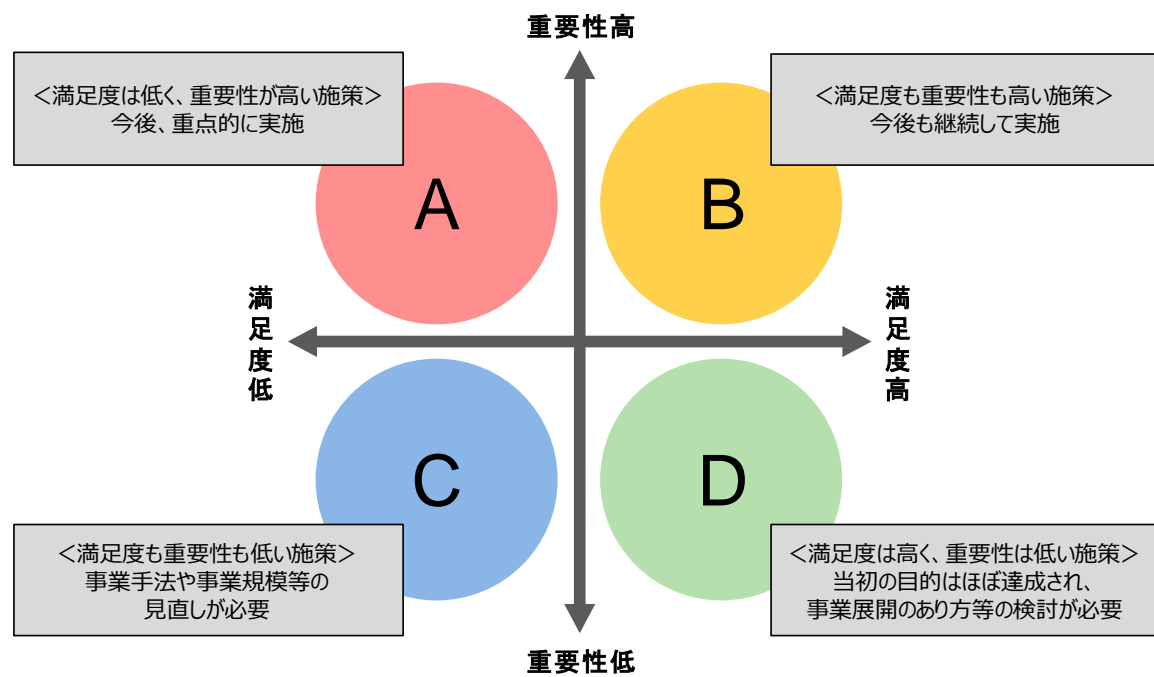 重要性高
＜満足度は低く、重要性が高い施策＞
今後、重点的に実施
＜満足度も重要性も高い施策＞
今後も継続して実施
A
B
満足度低
満足度高
C
D
＜満足度も重要性も低い施策＞
事業手法や事業規模等の
見直しが必要
＜満足度は高く、重要性は低い施策＞
当初の目的はほぼ達成され、
事業展開のあり方等の検討が必要
重要性低